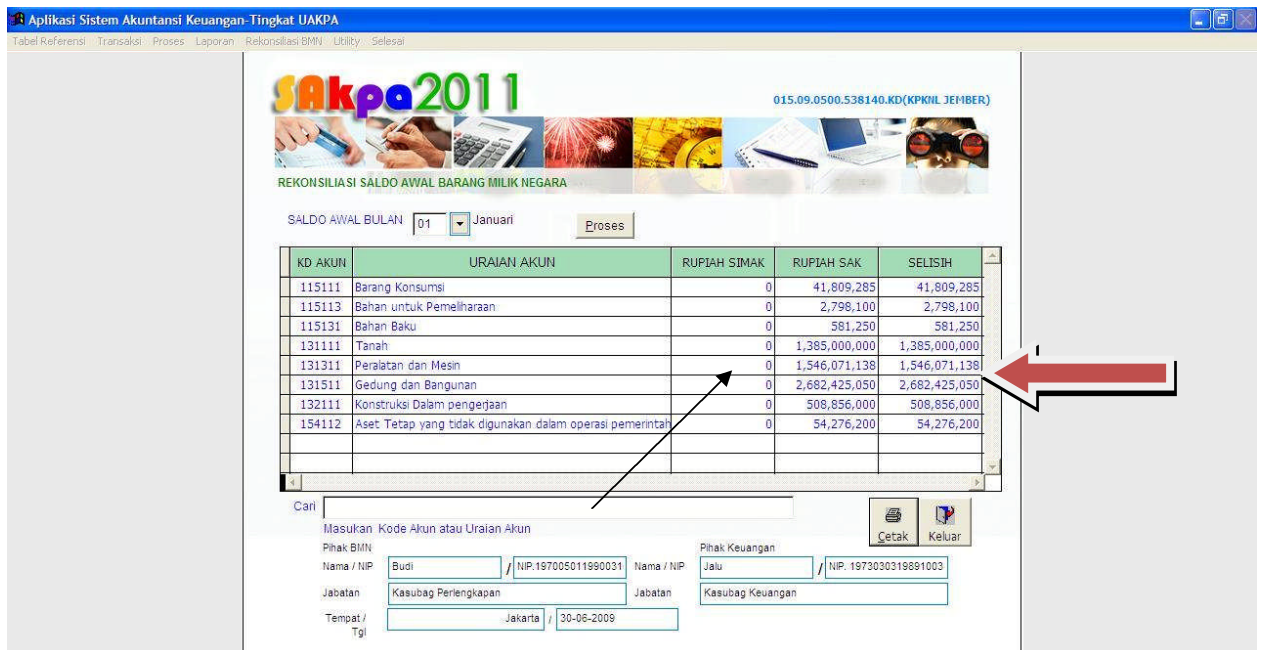 Aplikasi Sistem Akuntansi Keuangan-Tingkat UAKPA
Tabel Referensi Transaksi Proses Laporan Rekonsiliasi BMN Utility Selesai
SAkpa2011
015.09.0500.538140.KD(KPKNL JEMBER)
REKONSILIASI SALDO AWAL BARANG MILIK NEGARA
SALDO AWAL BULAN 01 Januari Proses
KD AKUN URAIAN AKUN RUPIAH SIMAK RUPIAH SAK SELISIH
115111 Barang Konsumsi 0 41,809,285 41,809,285
115113 Bahan untuk Pemeliharaan 0 2,798,100 2,798,100
115131 Bahan Baku 0 581,250 581,250
131111 Tanah 0 1,385,000,000 1,385,000,000
131311 Peralatan dan Mesin 0 1,546,071,138 1,546,071,138
131511 Gedung dan Bangunan 0 2,682,425,050 2,682,425,050
132111 Konstruksi Dalam pengerjaan 0 508,856,000 508,856,000
154112 Aset Tetap yang tidak digunakan dalam operasi pemerintah 0 54,276,200 54,276,200
Cari
Masukan Kode Akun atau Uraian Akun
Cetak Keluar
Pihak BMN Pihak Keuangan
Nama / NIP Budi / NIP.197005011990031 Nama / NIP Jalu / NIP. 1973030319891003
Jabatan Kasubag Perlengkapan Jabatan Kasubag Keuangan
Tempat / Tgl Jakarta / 30-06-2009